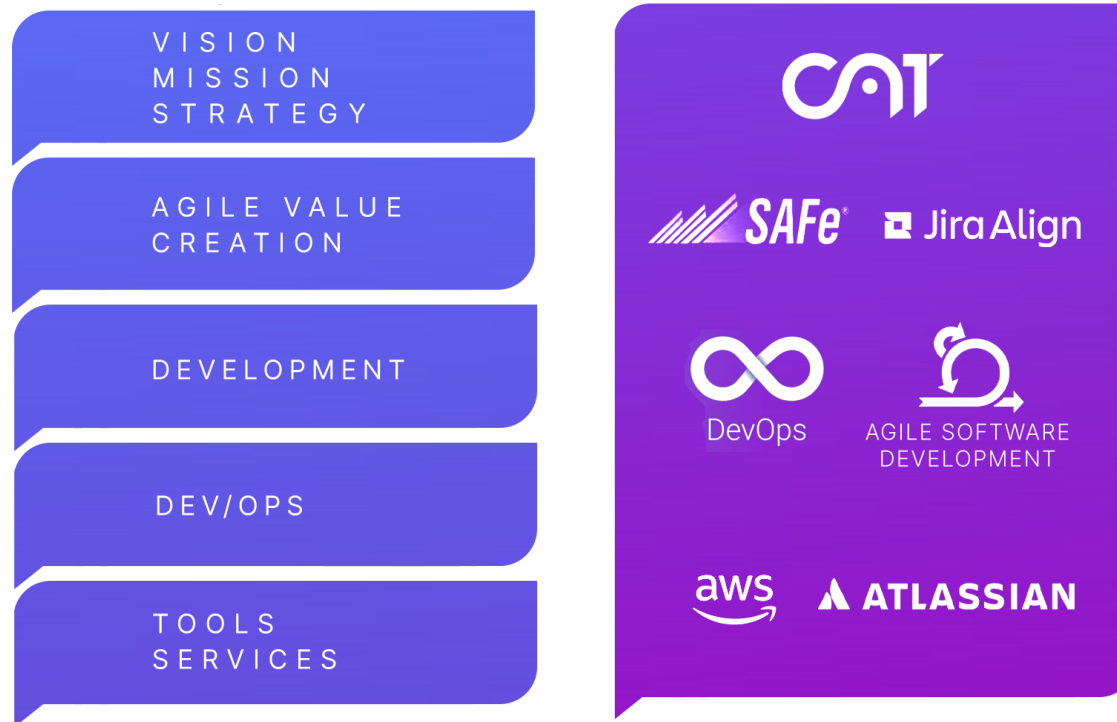 VISION
MISSION
STRATEGY
AGILE VALUE
CREATION
DEVELOPMENT
DEV/OPS
TOOLS
SERVICES
CAT
SAFe®
Jira Align
DevOps
AGILE SOFTWARE
DEVELOPMENT
aws
ATLASSIAN